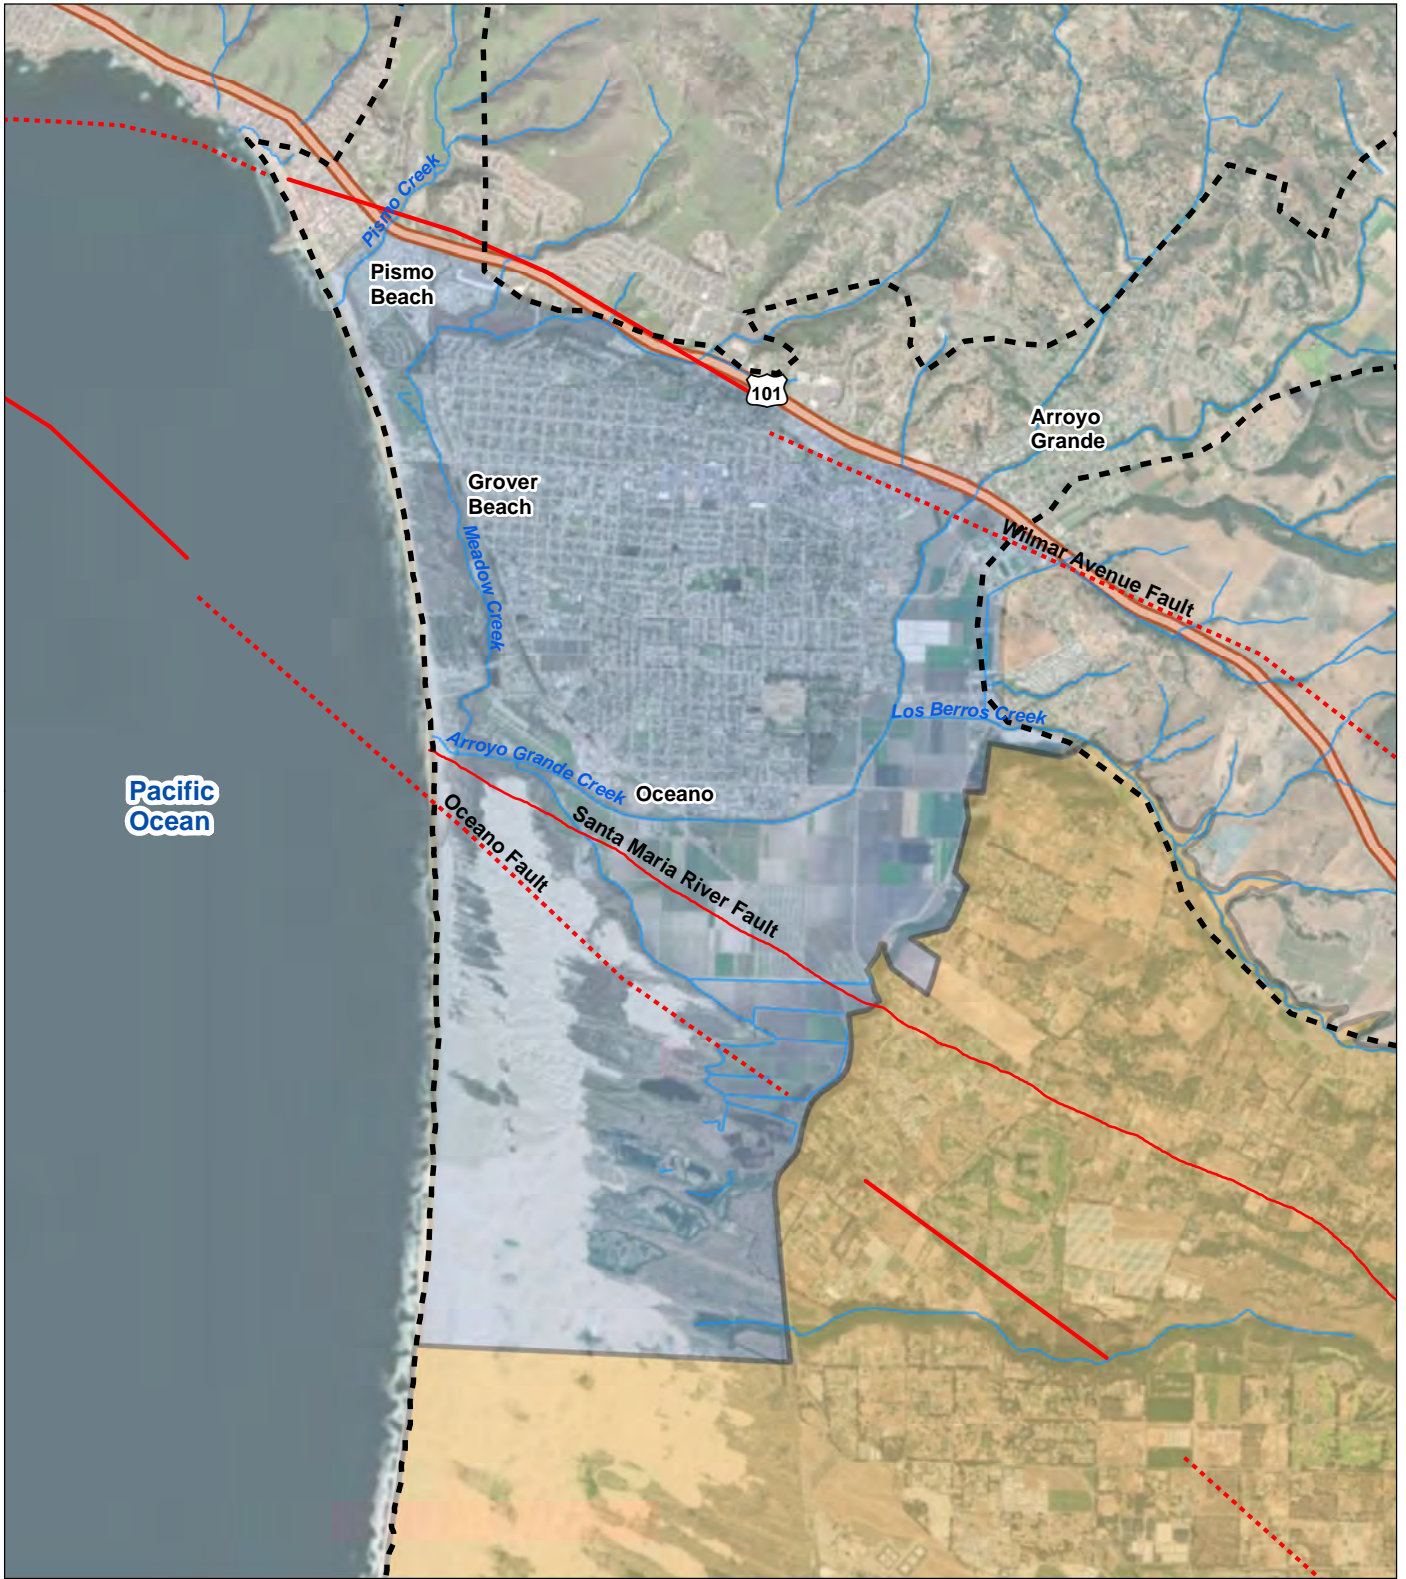 Pismo Creek
Pismo
Beach
101
Arroyo
Grande
Grover
Beach
Meadow Creek
Wilmar Avenue Fault
Los Berros Creek
Arroyo Grande Creek
Oceano
Pacific
Ocean
Oceano Fault
Santa Maria River Fault